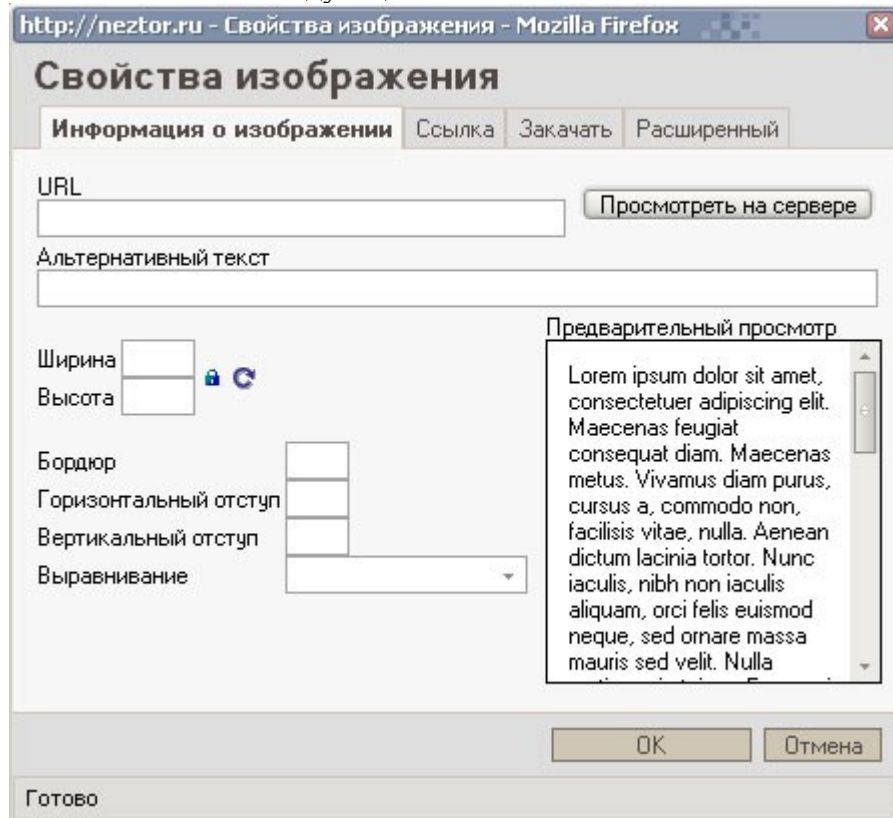 http://neztor.ru - Свойства изображения - Mozilla Firefox
Свойства изображения
Информация о изображении Ссылка Закачать Расширенный
URL
Просмотреть на сервере
Альтернативный текст
Предварительный просмотр
Ширина
Высота
Бордюр
Горизонтальный отступ
Вертикальный отступ
Выравнивание
Lorem ipsum dolor sit amet,
consectetuer adipiscing elit.
Maecenas feugiat
consequat diam. Maecenas
metus. Vivamus diam purus,
cursus a, commodo non,
facilisis vitae, nulla. Aenean
dictum lacinia tortor. Nunc
iaculis, nibh non iaculis
aliquam, orci felis euismod
neque, sed ornare massa
mauris sed velit. Nulla
OK Отмена
Готово